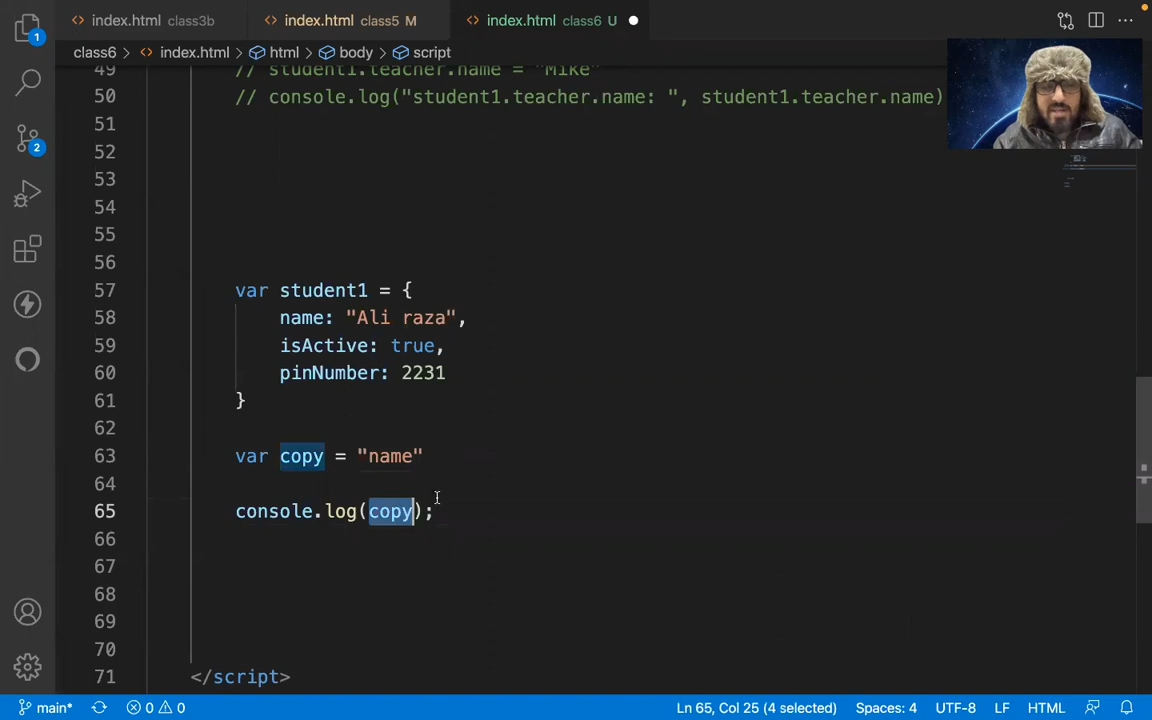 index.html class3b
index.html class5 M
index.html class6 U
class6 > index.html > html > body > script
49 // student1.teacher.name = "Mike"
50 // console.log("student1.teacher.name: ", student1.teacher.name)
51
52
53
54
55
56
57 var student1 = {
58 name: "Ali raza",
59 isActive: true,
60 pinNumber: 2231
61 }
62
63 var copy = "name"
64
65 console.log(copy);
66
67
68
69
70
71 </script>
1
2
main* 0 0 Ln 65, Col 25 (4 selected) Spaces: 4 UTF-8 LF HTML